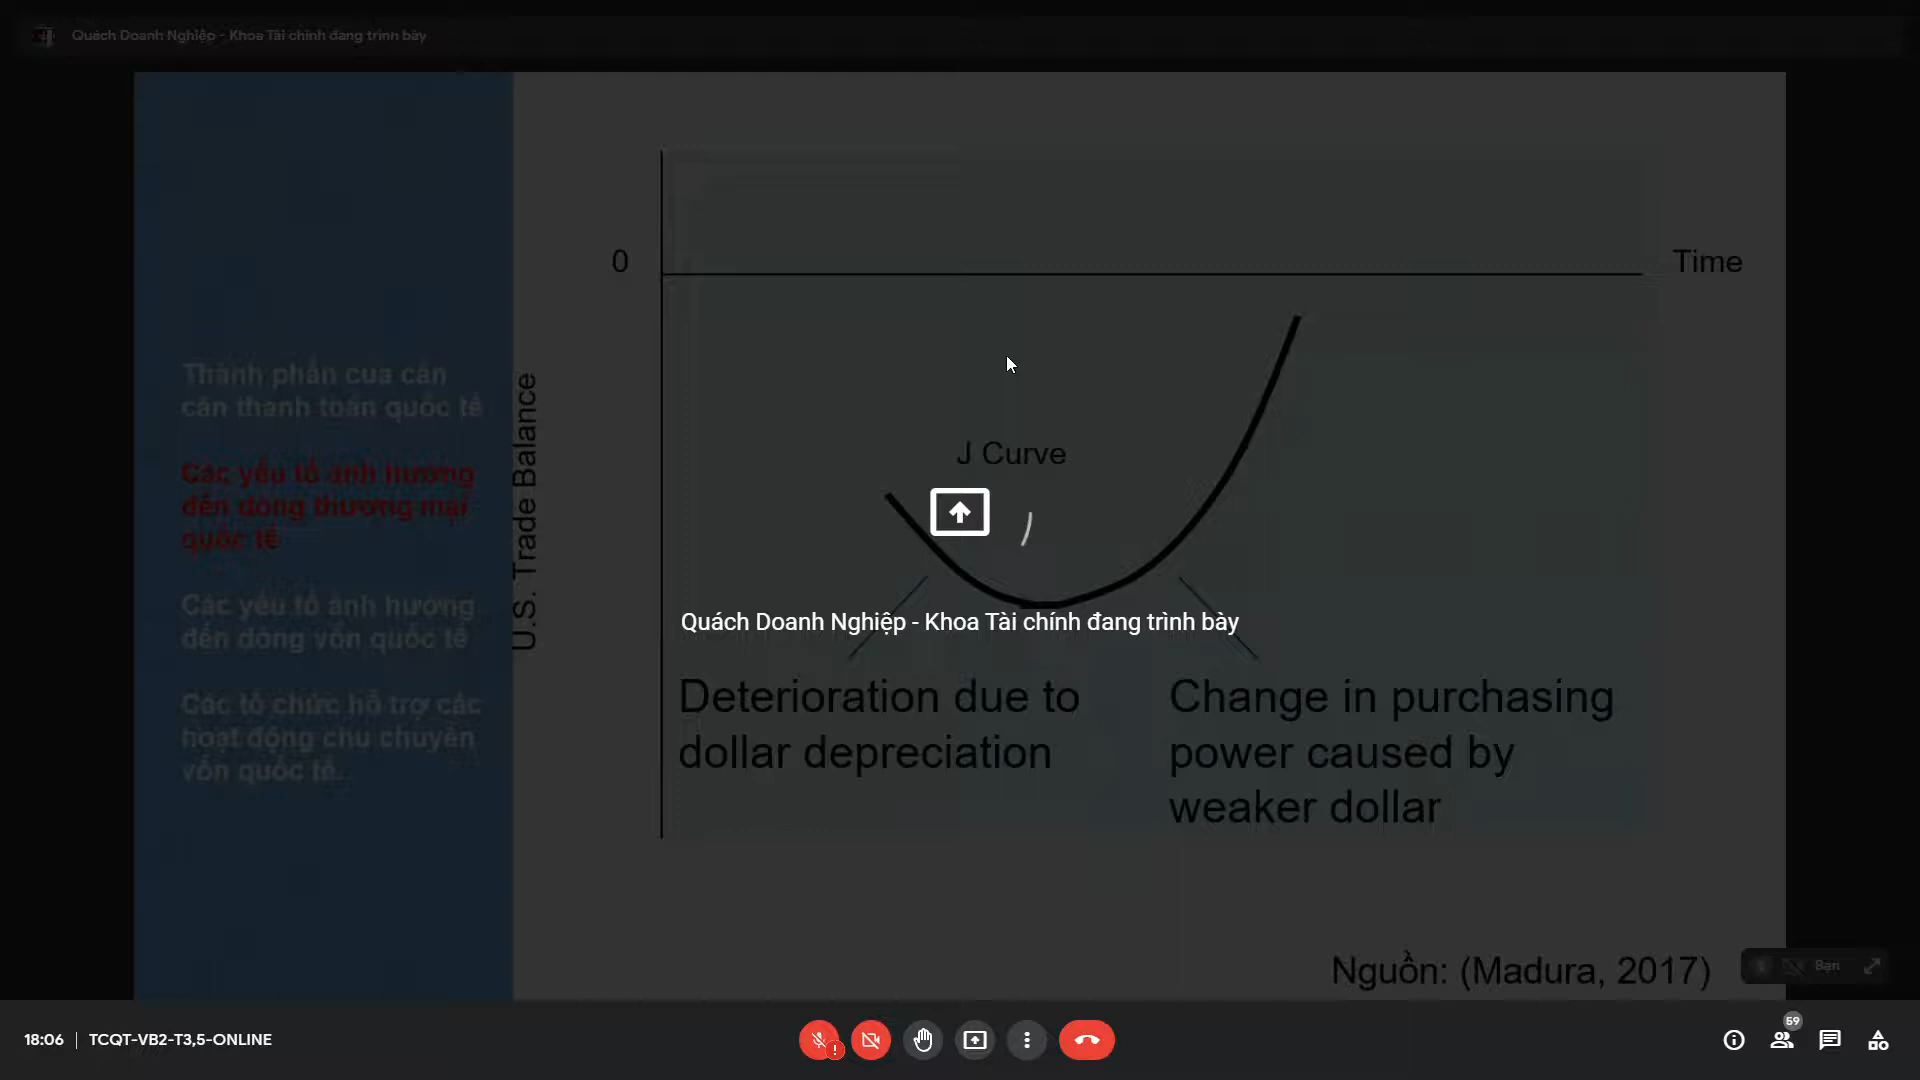 Quách Doanh Nghiệp - Khoa Tài chính đang trình bày
0
Time
Thành phần của cán
cân thanh toán quốc tế
Các yếu tố ảnh hưởng
đến dòng thương mại
quốc tế
Các yếu tố ảnh hưởng
đến dòng vốn quốc tế
Các tổ chức hỗ trợ các
hoạt động chu chuyển
vốn quốc tế.
U.S. Trade Balance
J Curve
Quách Doanh Nghiệp - Khoa Tài chính đang trình bày
Deterioration due to
dollar depreciation
Change in purchasing
power caused by
weaker dollar
Nguồn: (Madura, 2017)
Bạn
18:06 | TCQT-VB2-T3,5-ONLINE
59